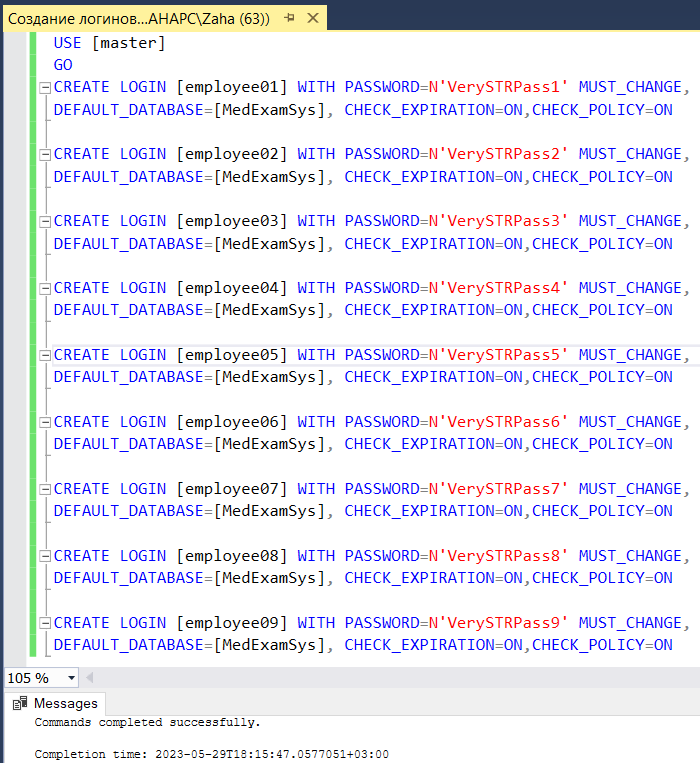 Создание логинов...AHAPC\Zaha (63))
USE [master]
GO
CREATE LOGIN [employee01] WITH PASSWORD=N'VerySTRPass1' MUST_CHANGE,
DEFAULT_DATABASE=[MedExamSys], CHECK_EXPIRATION=ON,CHECK_POLICY=ON
CREATE LOGIN [employee02] WITH PASSWORD=N'VerySTRPass2' MUST_CHANGE,
DEFAULT_DATABASE=[MedExamSys], CHECK_EXPIRATION=ON,CHECK_POLICY=ON
CREATE LOGIN [employee03] WITH PASSWORD=N'VerySTRPass3' MUST_CHANGE,
DEFAULT_DATABASE=[MedExamSys], CHECK_EXPIRATION=ON,CHECK_POLICY=ON
CREATE LOGIN [employee04] WITH PASSWORD=N'VerySTRPass4' MUST_CHANGE,
DEFAULT_DATABASE=[MedExamSys], CHECK_EXPIRATION=ON,CHECK_POLICY=ON
CREATE LOGIN [employee05] WITH PASSWORD=N'VerySTRPass5' MUST_CHANGE,
DEFAULT_DATABASE=[MedExamSys], CHECK_EXPIRATION=ON,CHECK_POLICY=ON
CREATE LOGIN [employee06] WITH PASSWORD=N'VerySTRPass6' MUST_CHANGE,
DEFAULT_DATABASE=[MedExamSys], CHECK_EXPIRATION=ON,CHECK_POLICY=ON
CREATE LOGIN [employee07] WITH PASSWORD=N'VerySTRPass7' MUST_CHANGE,
DEFAULT_DATABASE=[MedExamSys], CHECK_EXPIRATION=ON,CHECK_POLICY=ON
CREATE LOGIN [employee08] WITH PASSWORD=N'VerySTRPass8' MUST_CHANGE,
DEFAULT_DATABASE=[MedExamSys], CHECK_EXPIRATION=ON,CHECK_POLICY=ON
CREATE LOGIN [employee09] WITH PASSWORD=N'VerySTRPass9' MUST_CHANGE,
DEFAULT_DATABASE=[MedExamSys], CHECK_EXPIRATION=ON,CHECK_POLICY=ON
105 %
Messages
Commands completed successfully.
Completion time: 2023-05-29T18:15:47.0577051+03:00